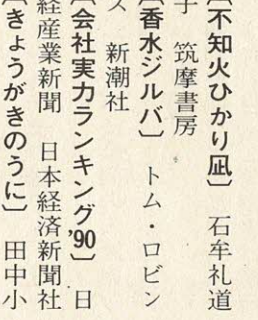 〔不知火ひかり凪〕 石牟礼道
子 筑摩書房
〔香水ジルバ〕 トム・ロビン
ス 新潮社
〔会社実力ランキング'90〕 日
経産業新聞 日本経済新聞社
〔きょうがきのうに〕 田中小